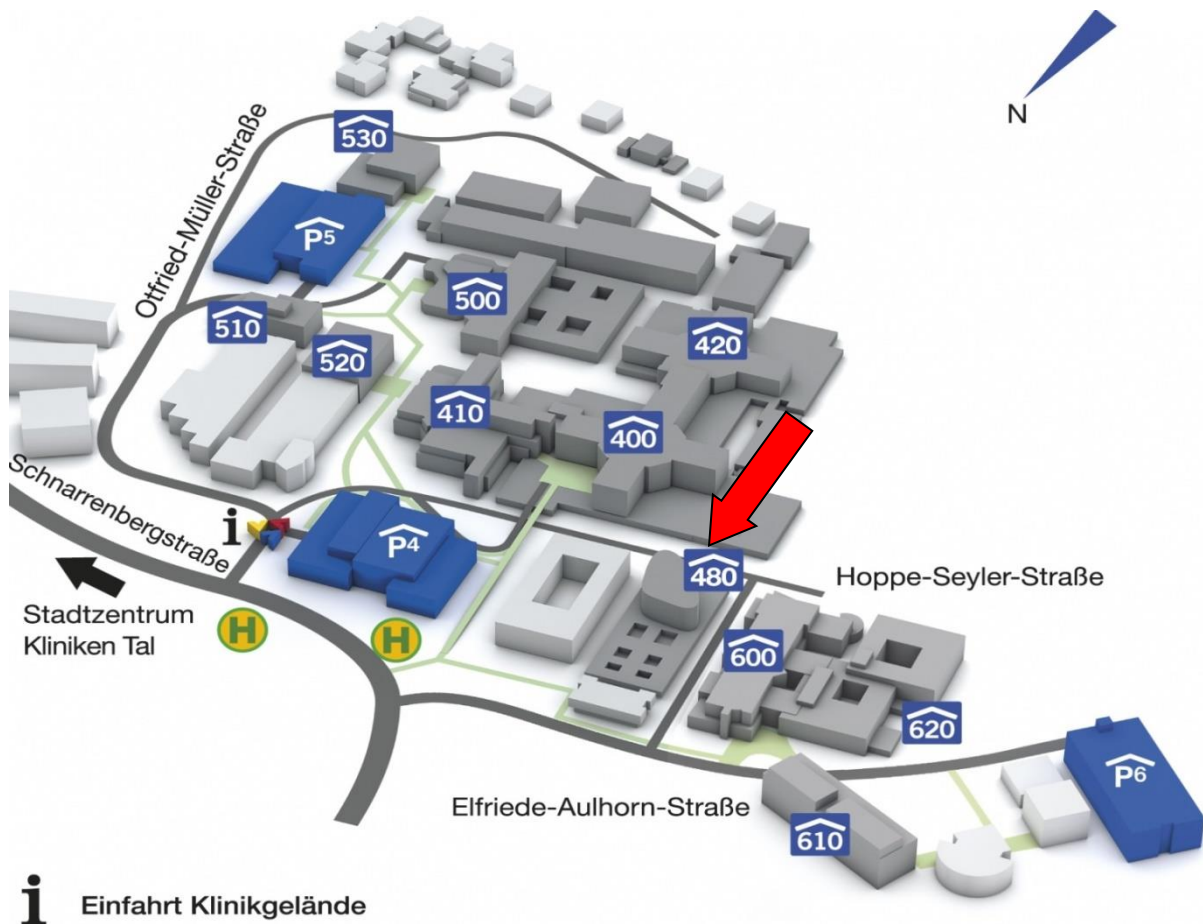 N
530
Otfried-Müller-Straße
P5
500
510
420
520
410
400
Schnarrenbergstraße
i
P4
480
Hoppe-Seyler-Straße
Stadtzentrum
Kliniken Tal
H
H
600
620
P6
Elfriede-Aulhorn-Straße
610
i Einfahrt Klinikgelände